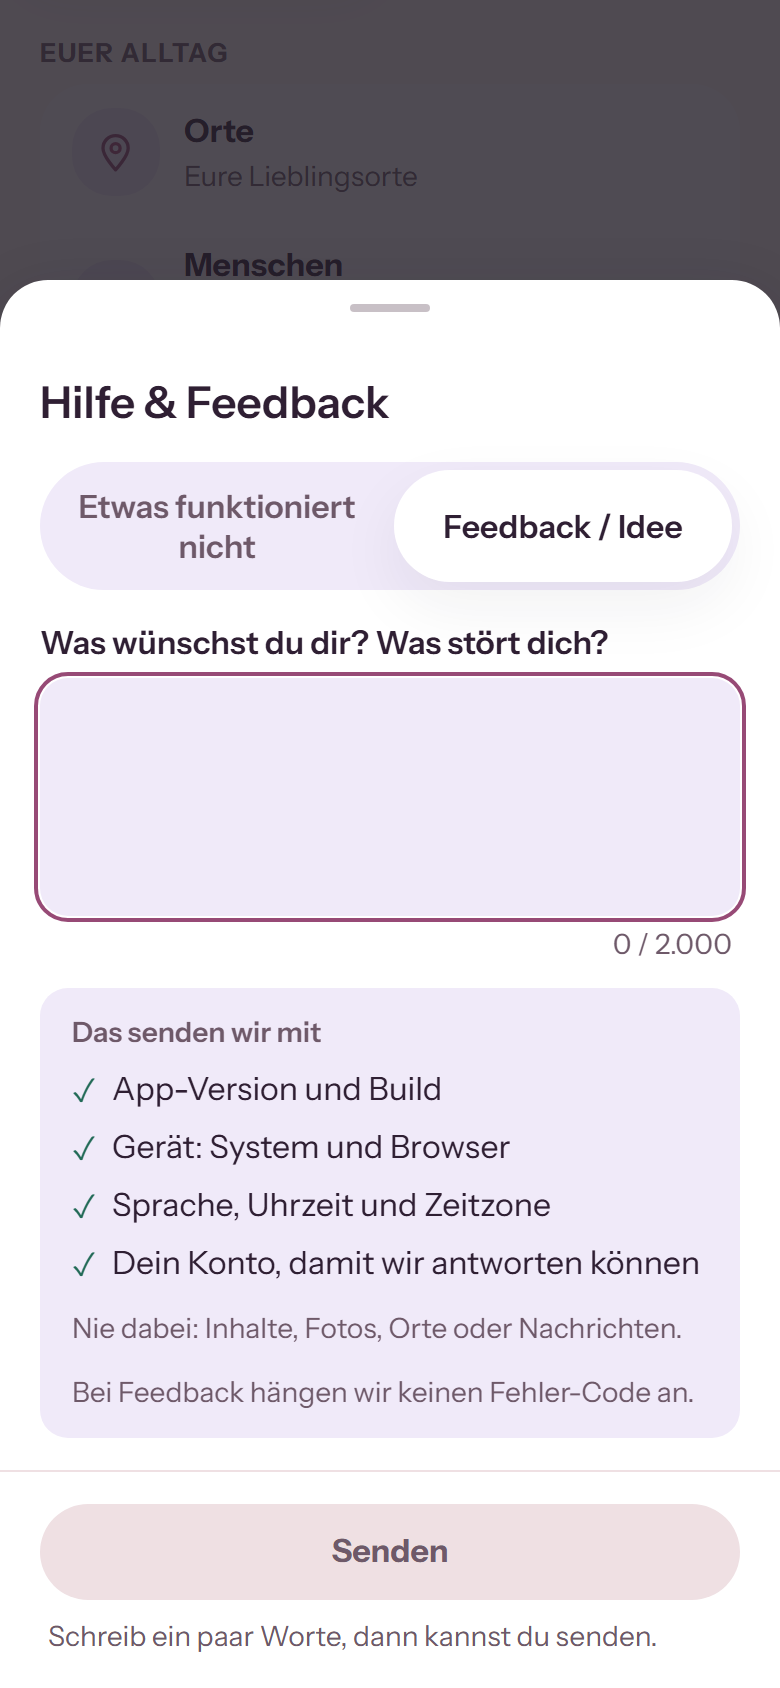 EUER ALLTAG
Orte
Eure Lieblingsorte
Menschen
Hilfe & Feedback
Etwas funktioniert
nicht
Feedback / Idee
Was wünschst du dir? Was stört dich?
0 / 2.000
Das senden wir mit
✓ App-Version und Build
✓ Gerät: System und Browser
✓ Sprache, Uhrzeit und Zeitzone
✓ Dein Konto, damit wir antworten können
Nie dabei: Inhalte, Fotos, Orte oder Nachrichten.
Bei Feedback hängen wir keinen Fehler-Code an.
Senden
Schreib ein paar Worte, dann kannst du senden.